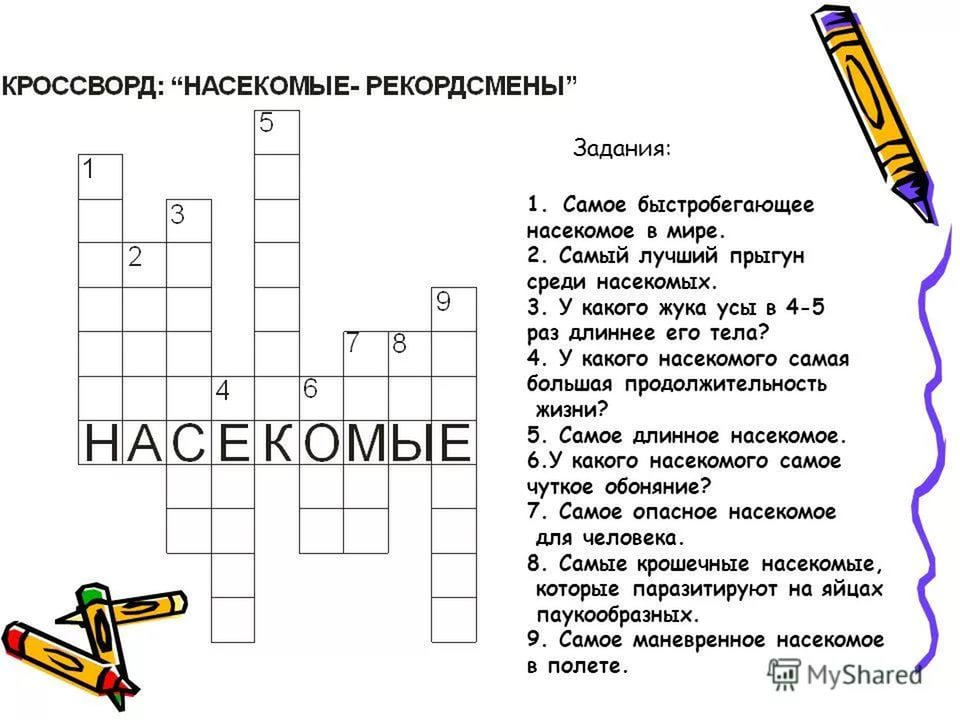 КРОССВОРД: “НАСЕКОМЫЕ- РЕКОРДСМЕНЫ”
5
1
3
2
9
7 8
4 6
НАСЕКОМЫЕ
Задания:
1. Самое быстробегающее
насекомое в мире.
2. Самый лучший прыгун
среди насекомых.
3. У какого жука усы в 4-5
раз длиннее его тела?
4. У какого насекомого самая
большая продолжительность
жизни?
5. Самое длинное насекомое.
6.У какого насекомого самое
чуткое обоняние?
7. Самое опасное насекомое
для человека.
8. Самые крошечные насекомые,
которые паразитируют на яйцах
паукообразных.
9. Самое маневренное насекомое
в полете.
MyShared